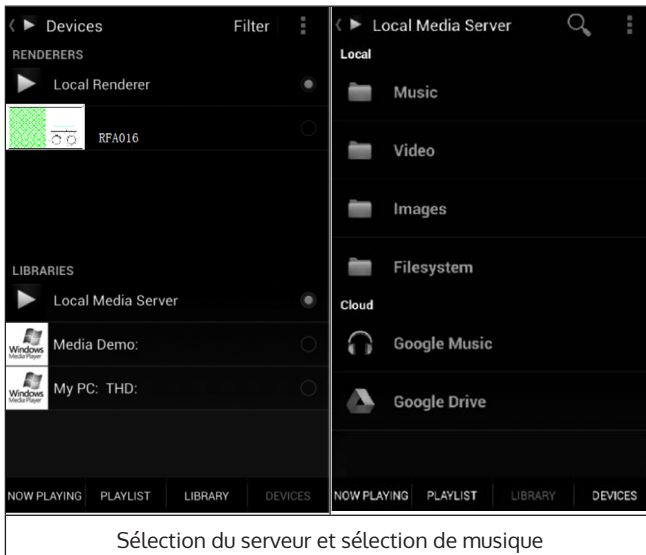 Devices
Filter
RENDERERS
Local Renderer
RFA016
LIBRARIES
Local Media Server
Windows
Media Player
Media Demo:
Windows
Media Player
My PC: THD:
NOW PLAYING PLAYLIST LIBRARY DEVICES
Local Media Server
Local
Music
Video
Images
Filesystem
Cloud
Google Music
Google Drive
NOW PLAYING PLAYLIST LIBRARY DEVICES
Sélection du serveur et sélection de musique